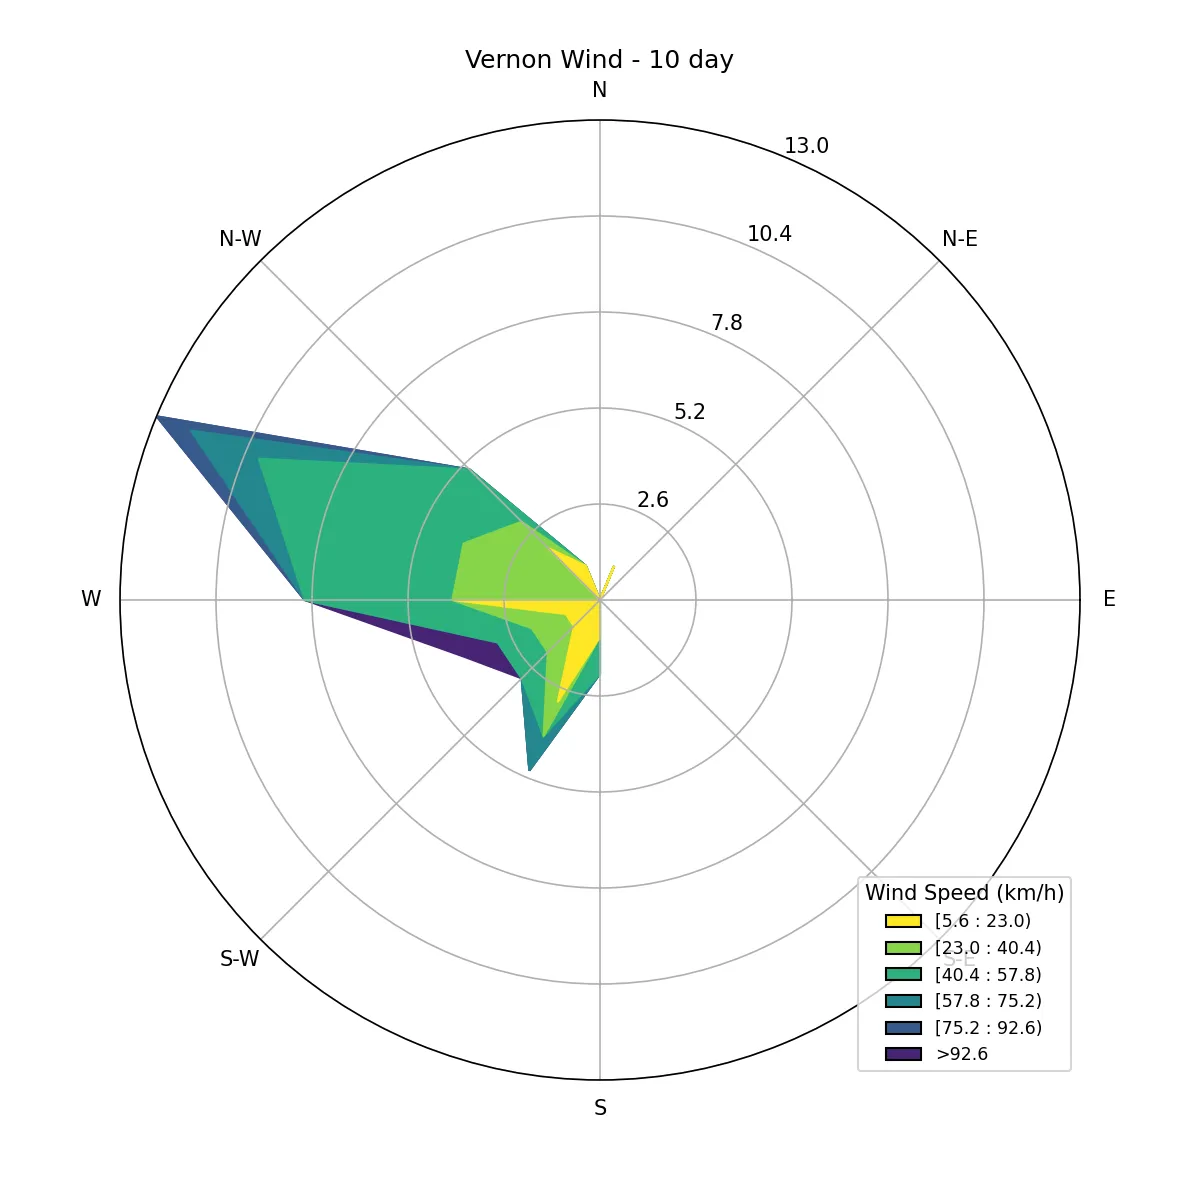 Vernon Wind - 10 day
N
13.0
N-W
N-E
10.4
7.8
5.2
2.6
W
E
S-W
S-E
S
Wind Speed (km/h)
[5.6 : 23.0)
[23.0 : 40.4)
[40.4 : 57.8)
[57.8 : 75.2)
[75.2 : 92.6)
>92.6